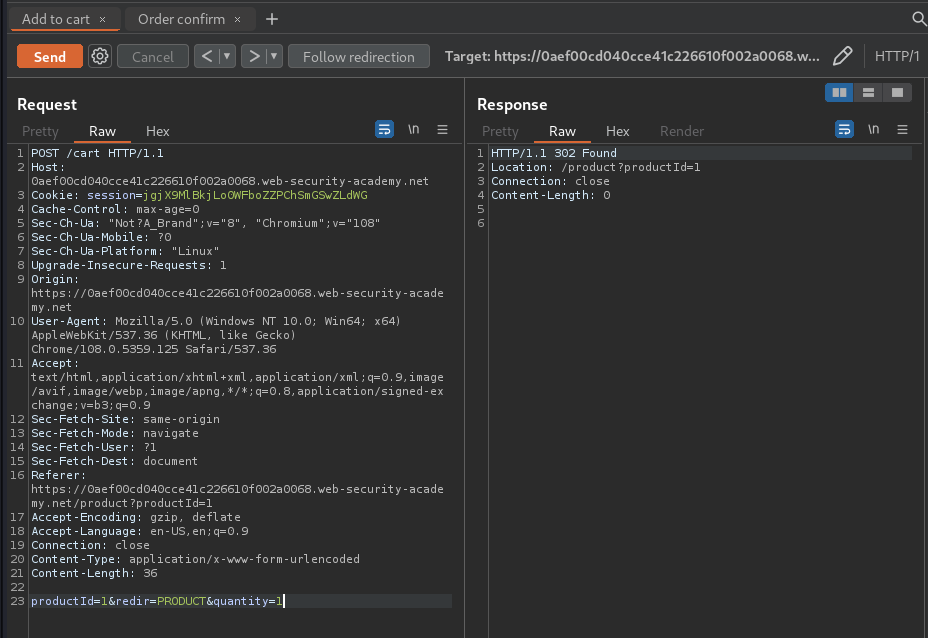 Add to cart × Order confirm × +
Send Cancel < ▾ > ▾ Follow redirection Target: https://0aef00cd040cce41c226610f002a0068.w... HTTP/1
Request
Pretty Raw Hex \n
1 POST /cart HTTP/1.1
2 Host:
0aef00cd040cce41c226610f002a0068.web-security-academy.net
3 Cookie: session=jgjX9MlBkjLoOWFboZZPChSmGSwZLdWG
4 Cache-Control: max-age=0
5 Sec-Ch-Ua: "Not?A_Brand";v="8", "Chromium";v="108"
6 Sec-Ch-Ua-Mobile: ?0
7 Sec-Ch-Ua-Platform: "Linux"
8 Upgrade-Insecure-Requests: 1
9 Origin:
https://0aef00cd040cce41c226610f002a0068.web-security-acade
my.net
10 User-Agent: Mozilla/5.0 (Windows NT 10.0; Win64; x64)
AppleWebKit/537.36 (KHTML, like Gecko)
Chrome/108.0.5359.125 Safari/537.36
11 Accept:
text/html,application/xhtml+xml,application/xml;q=0.9,image
/avif,image/webp,image/apng,*/*;q=0.8,application/signed-ex
change;v=b3;q=0.9
12 Sec-Fetch-Site: same-origin
13 Sec-Fetch-Mode: navigate
14 Sec-Fetch-User: ?1
15 Sec-Fetch-Dest: document
16 Referer:
https://0aef00cd040cce41c226610f002a0068.web-security-acade
my.net/product?productId=1
17 Accept-Encoding: gzip, deflate
18 Accept-Language: en-US,en;q=0.9
19 Connection: close
20 Content-Type: application/x-www-form-urlencoded
21 Content-Length: 36
22
23 productId=1&redir=PRODUCT&quantity=1
Response
Pretty Raw Hex Render \n
1 HTTP/1.1 302 Found
2 Location: /product?productId=1
3 Connection: close
4 Content-Length: 0
5
6